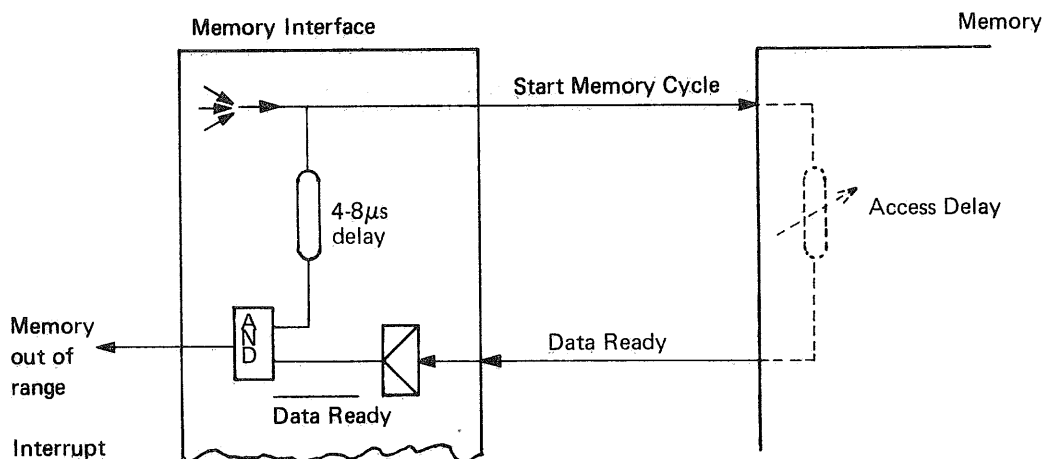 Memory Interface
Memory
Start Memory Cycle
4-8μs
delay
Access Delay
Memory
out of
range
AND
Data Ready
Data Ready
Interrupt